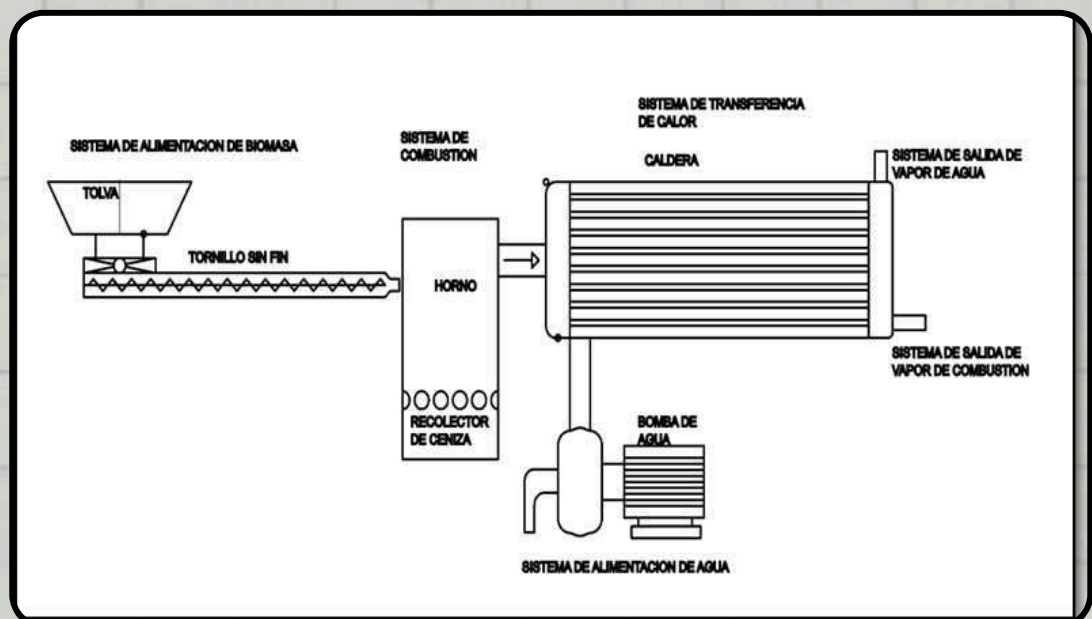 SISTEMA DE ALIMENTACION DE BIOMASA
TOLVA
TORNILLO SIN FIN
SISTEMA DE
COMBUSTION
HORNO
RECOLECTOR
DE CENIZA
SISTEMA DE TRANSFERENCIA
DE CALOR
CALDERA
SISTEMA DE SALIDA DE
VAPOR DE AGUA
SISTEMA DE SALIDA DE
VAPOR DE COMBUSTION
BOMBA DE
AGUA
SISTEMA DE ALIMENTACION DE AGUA